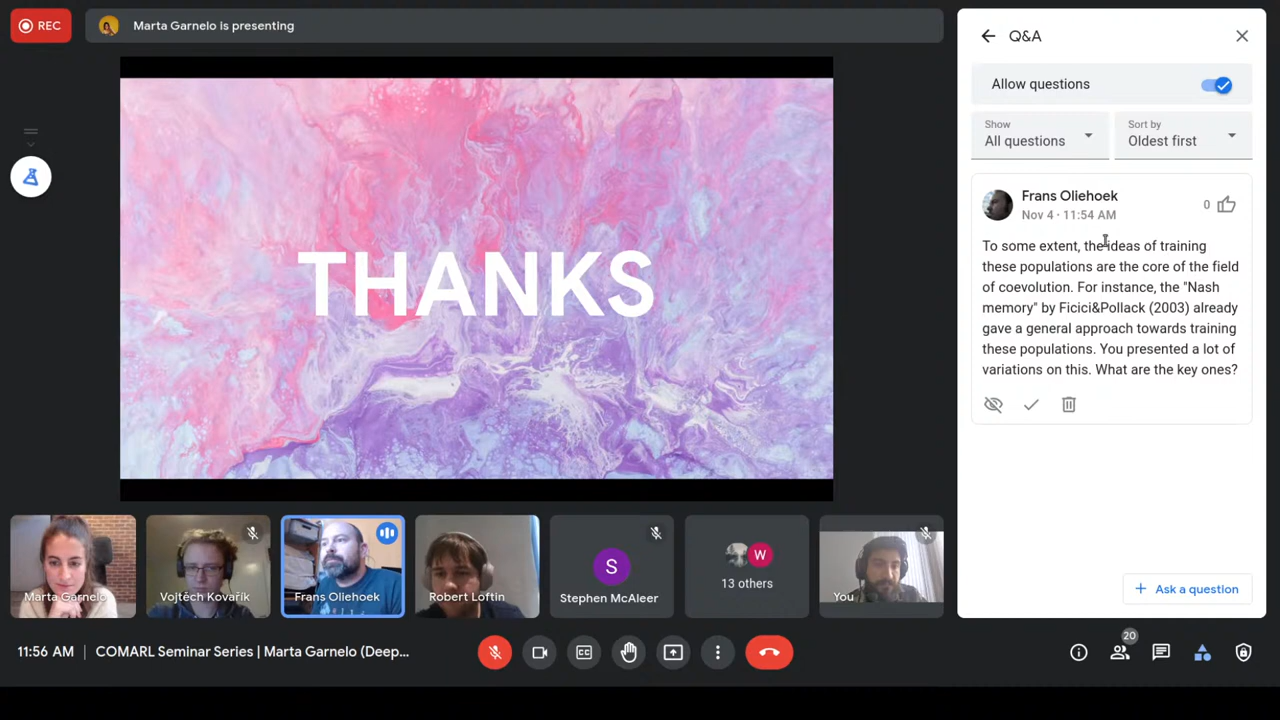 REC
Marta Garnelo is presenting
THANKS
Marta Garnelo
Vojtěch Kovařík
Frans Oliehoek
Robert Loftin
S
Stephen McAleer
W
13 others
You
11:56 AM
COMARL Seminar Series | Marta Garnelo (Deep...
20
Q&A
Allow questions
Show
All questions
Sort by
Oldest first
Frans Oliehoek
Nov 4 · 11:54 AM
0
To some extent, the ideas of training
these populations are the core of the field
of coevolution. For instance, the "Nash
memory" by Ficici&Pollack (2003) already
gave a general approach towards training
these populations. You presented a lot of
variations on this. What are the key ones?
Ask a question